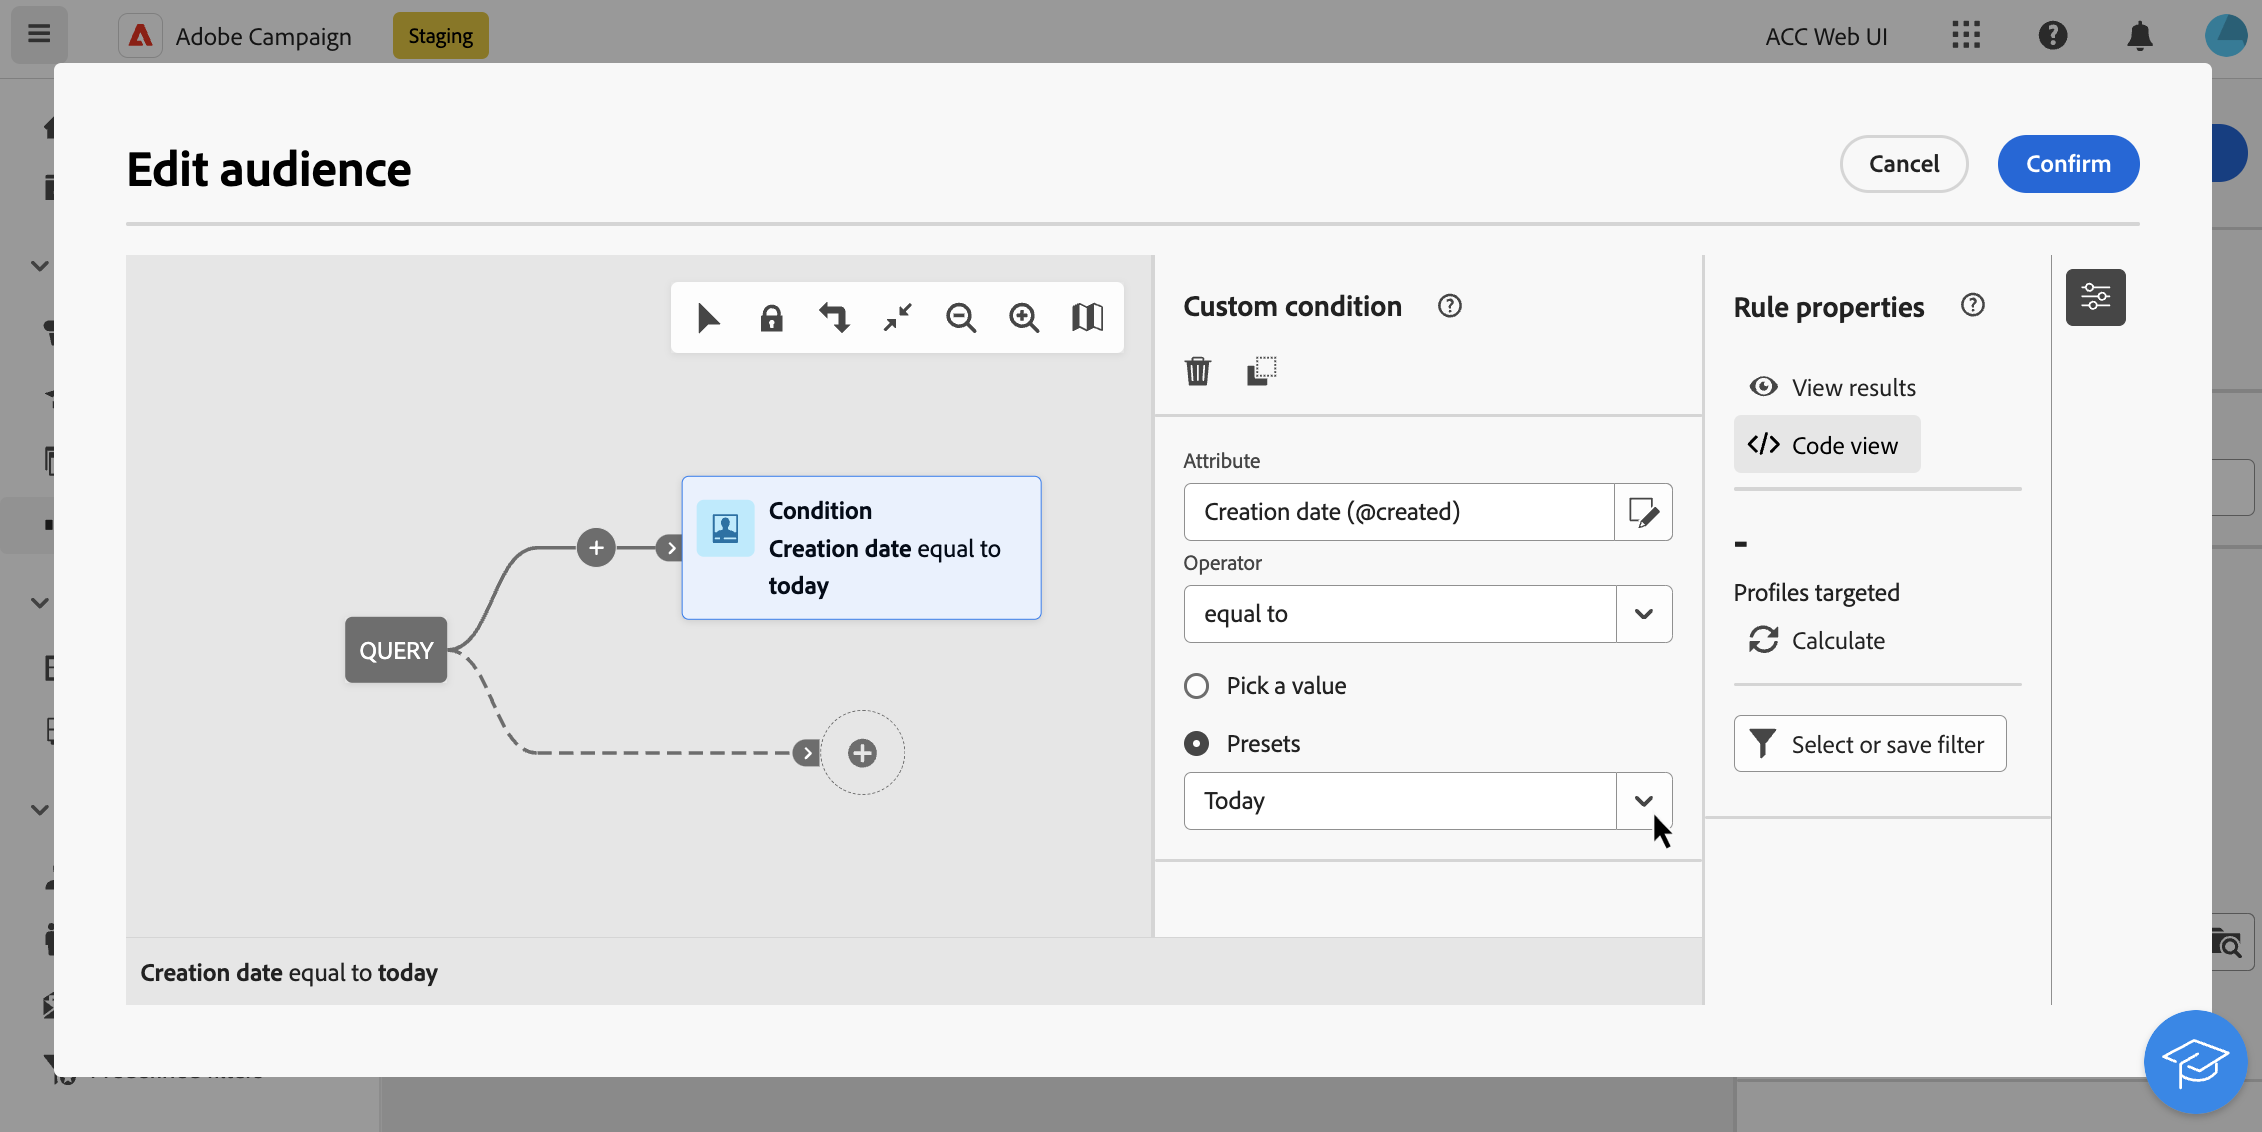 Adobe Campaign
Staging
ACC Web UI
Edit audience
Cancel
Confirm
QUERY
Condition
Creation date equal to
today
Custom condition
Attribute
Creation date (@created)
Operator
equal to
Pick a value
Presets
Today
Rule properties
View results
Code view
-
Profiles targeted
Calculate
Select or save filter
Creation date equal to today